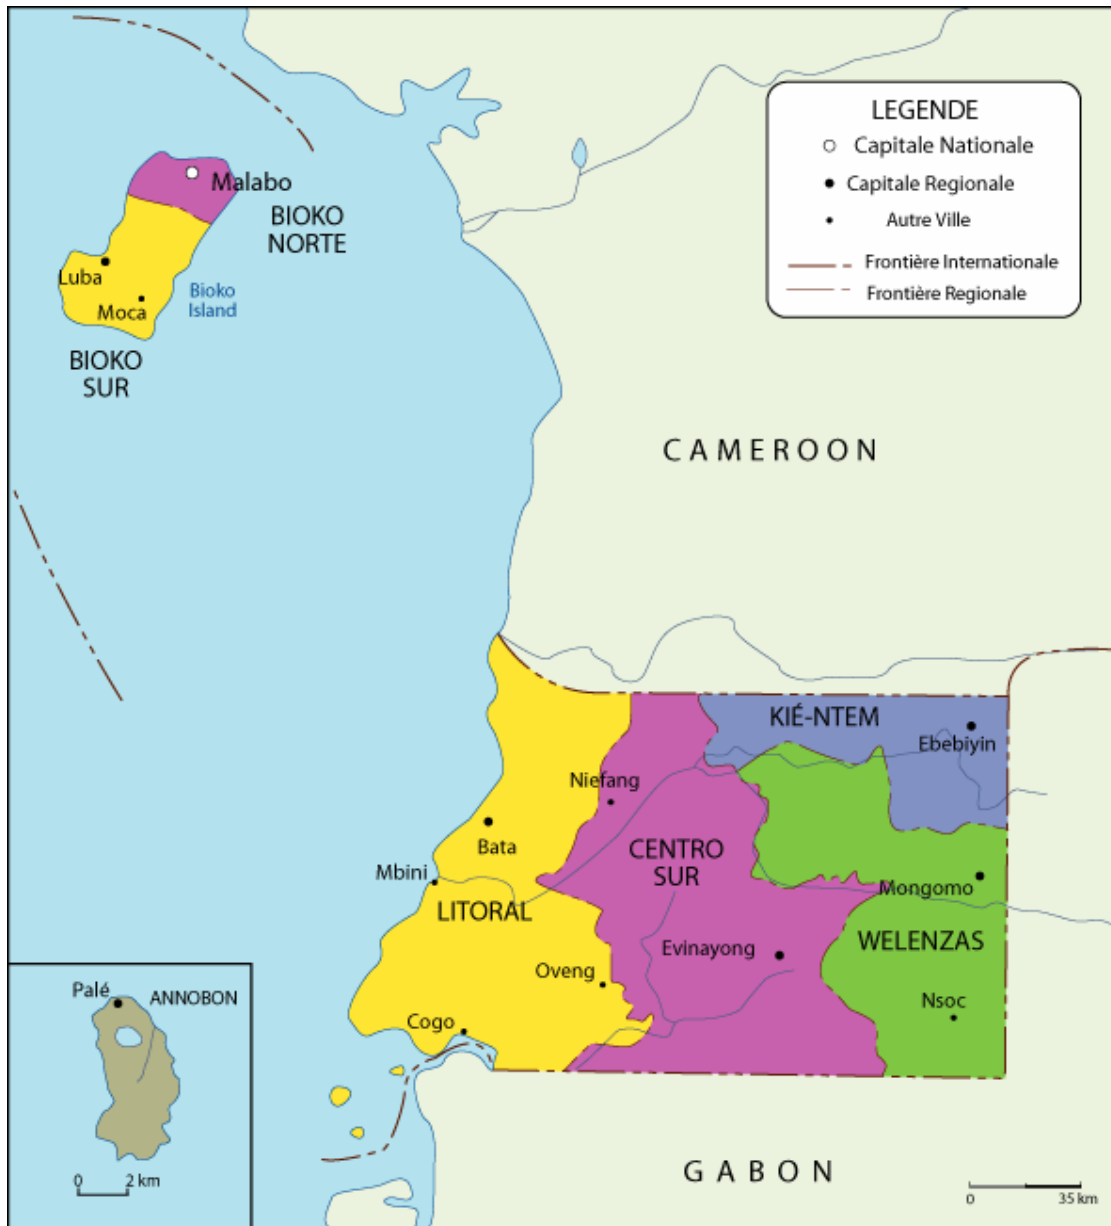 LEGENDE
Capitale Nationale
Capitale Regionale
Autre Ville
Frontière Internationale
Frontière Regionale
Malabo
BIOKO
NORTE
Luba
Bioko
Island
Moca
BIOKO
SUR
CAMEROON
KIÉ-NTEM
Ebebiyin
Niefang
Bata
CENTRO
SUR
Mbini
Mongomo
LITORAL
WELENZAS
Evinayong
Oveng
Nsoc
Cogo
Palé
ANNOBON
0 2 km
GABON
0 35 km